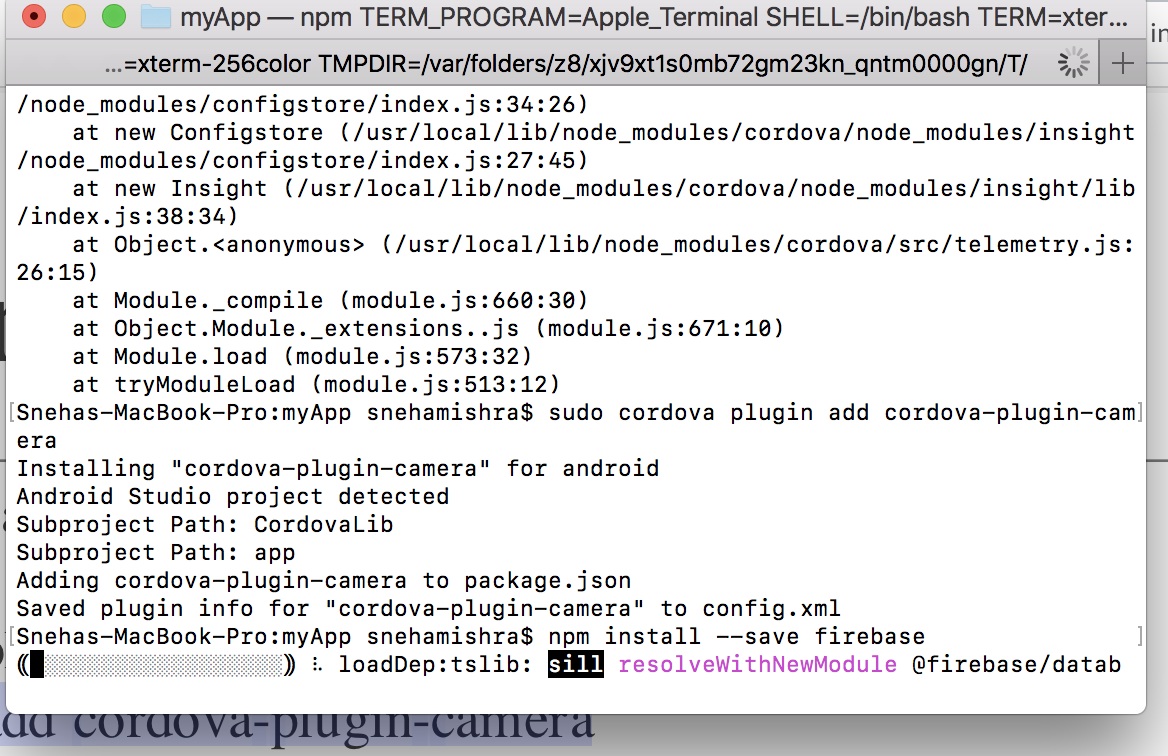 myApp — npm TERM_PROGRAM=Apple_Terminal SHELL=/bin/bash TERM=xter...
...=xterm-256color TMPDIR=/var/folders/z8/xjv9xt1s0mb72gm23kn_qntm0000gn/T/
/node_modules/configstore/index.js:34:26)
at new Configstore (/usr/local/lib/node_modules/cordova/node_modules/insight
/node_modules/configstore/index.js:27:45)
at new Insight (/usr/local/lib/node_modules/cordova/node_modules/insight/lib
/index.js:38:34)
at Object.<anonymous> (/usr/local/lib/node_modules/cordova/src/telemetry.js:
26:15)
at Module._compile (module.js:660:30)
at Object.Module._extensions..js (module.js:671:10)
at Module.load (module.js:573:32)
at tryModuleLoad (module.js:513:12)
[Snehas-MacBook-Pro:myApp snehamishra$ sudo cordova plugin add cordova-plugin-cam]
era
Installing "cordova-plugin-camera" for android
Android Studio project detected
Subproject Path: CordovaLib
Subproject Path: app
Adding cordova-plugin-camera to package.json
Saved plugin info for "cordova-plugin-camera" to config.xml
[Snehas-MacBook-Pro:myApp snehamishra$ npm install --save firebase ]
loadDep:tslib: sill resolveWithNewModule @firebase/datab
add cordova-plugin-camera